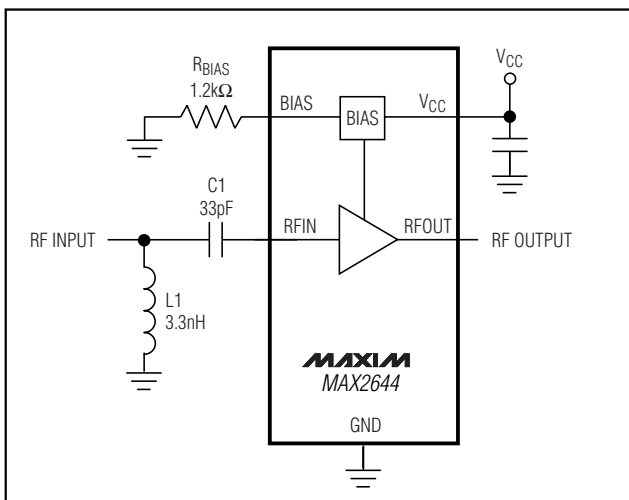 RBIAS
1.2kΩ
BIAS
BIAS
VCC
VCC
C1
33pF
RF INPUT
RFIN
RFOUT
RF OUTPUT
L1
3.3nH
MAXIM
MAX2644
GND